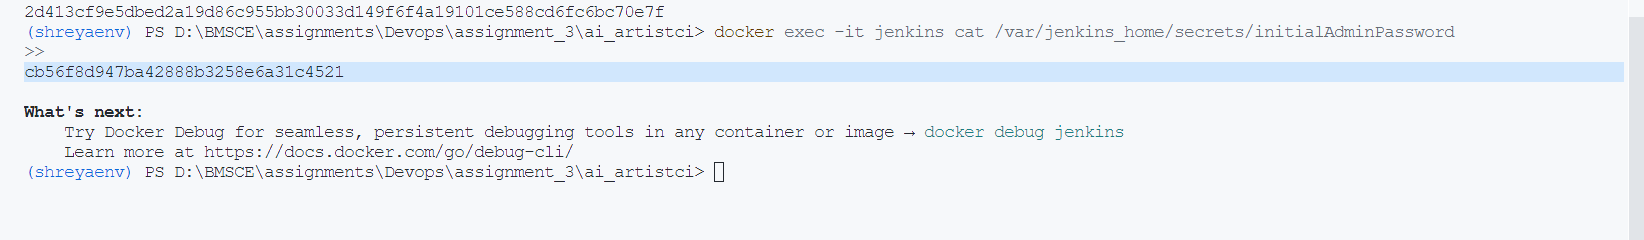 2d413cf9e5dbed2a19d86c955bb30033d149f6f4a19101ce588cd6fc6bc70e7f
(shreyaenv) PS D:\BMSCE\assignments\Devops\assignment_3\ai_artistci> docker exec -it jenkins cat /var/jenkins_home/secrets/initialAdminPassword
>>
cb56f8d947ba42888b3258e6a31c4521
What's next:
Try Docker Debug for seamless, persistent debugging tools in any container or image → docker debug jenkins
Learn more at https://docs.docker.com/go/debug-cli/
(shreyaenv) PS D:\BMSCE\assignments\Devops\assignment_3\ai_artistci>